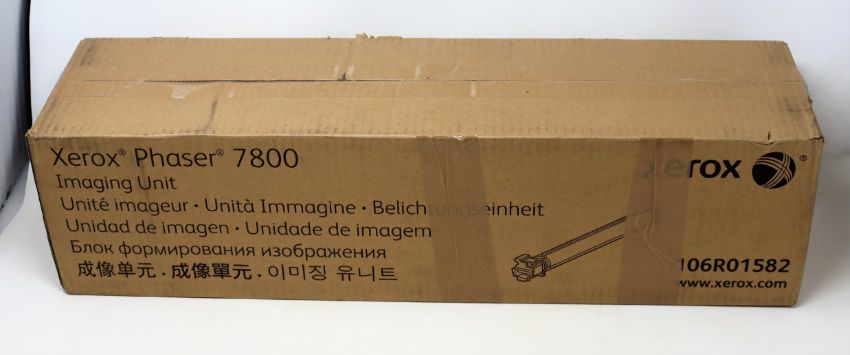 Xerox® Phaser® 7800
Imaging Unit
Unité imageur · Unità Immagine · Belichtungseinheit
Unidad de imagen · Unidade de imagem
Блок формирования изображения
成像单元 · 成像單元 · 이미징 유니트
xerox ®
106R01582
www.xerox.com